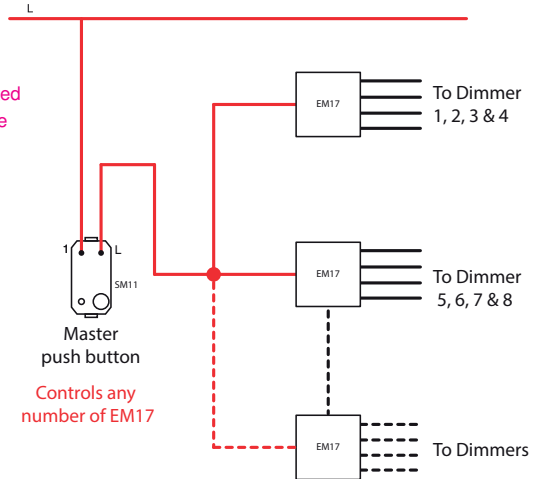 L
ed
e
EM17
To Dimmer
1, 2, 3 & 4
1
L
SM11
EM17
To Dimmer
5, 6, 7 & 8
Master
push button
Controls any
number of EM17
EM17
To Dimmers